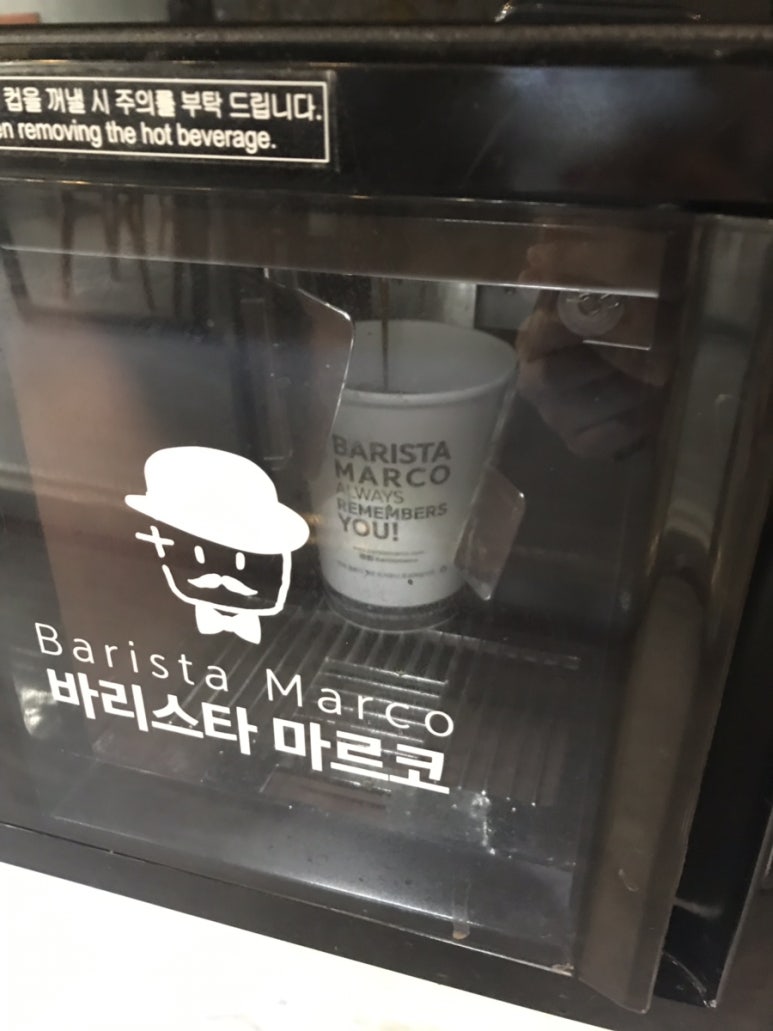 컵을 꺼낼 시 주의를 부탁 드립니다.
removing the hot beverage.
BARISTA
MARCO
ALWAYS
REMEMBERS
YOU!
Barista Marco
바리스타 마르코